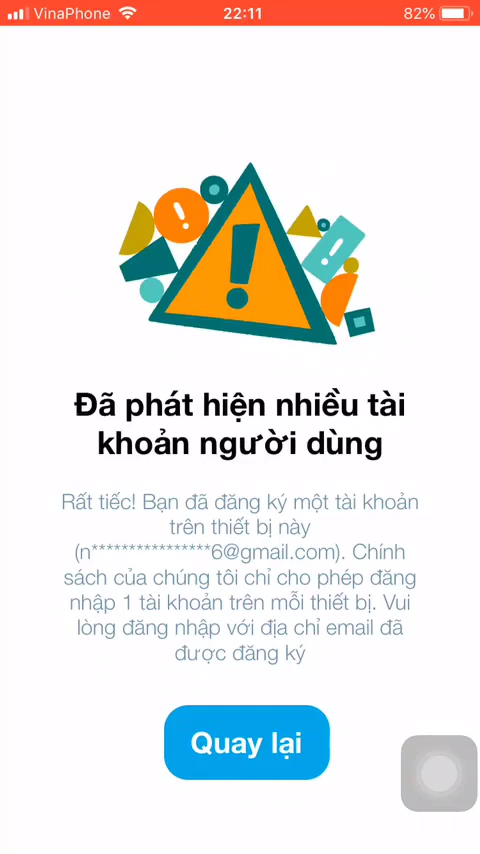 VinaPhone 22:11 82%
Đã phát hiện nhiều tài
khoản người dùng
Rất tiếc! Bạn đã đăng ký một tài khoản
trên thiết bị này
(n****************6@gmail.com). Chính
sách của chúng tôi chỉ cho phép đăng
nhập 1 tài khoản trên mỗi thiết bị. Vui
lòng đăng nhập với địa chỉ email đã
được đăng ký
Quay lại